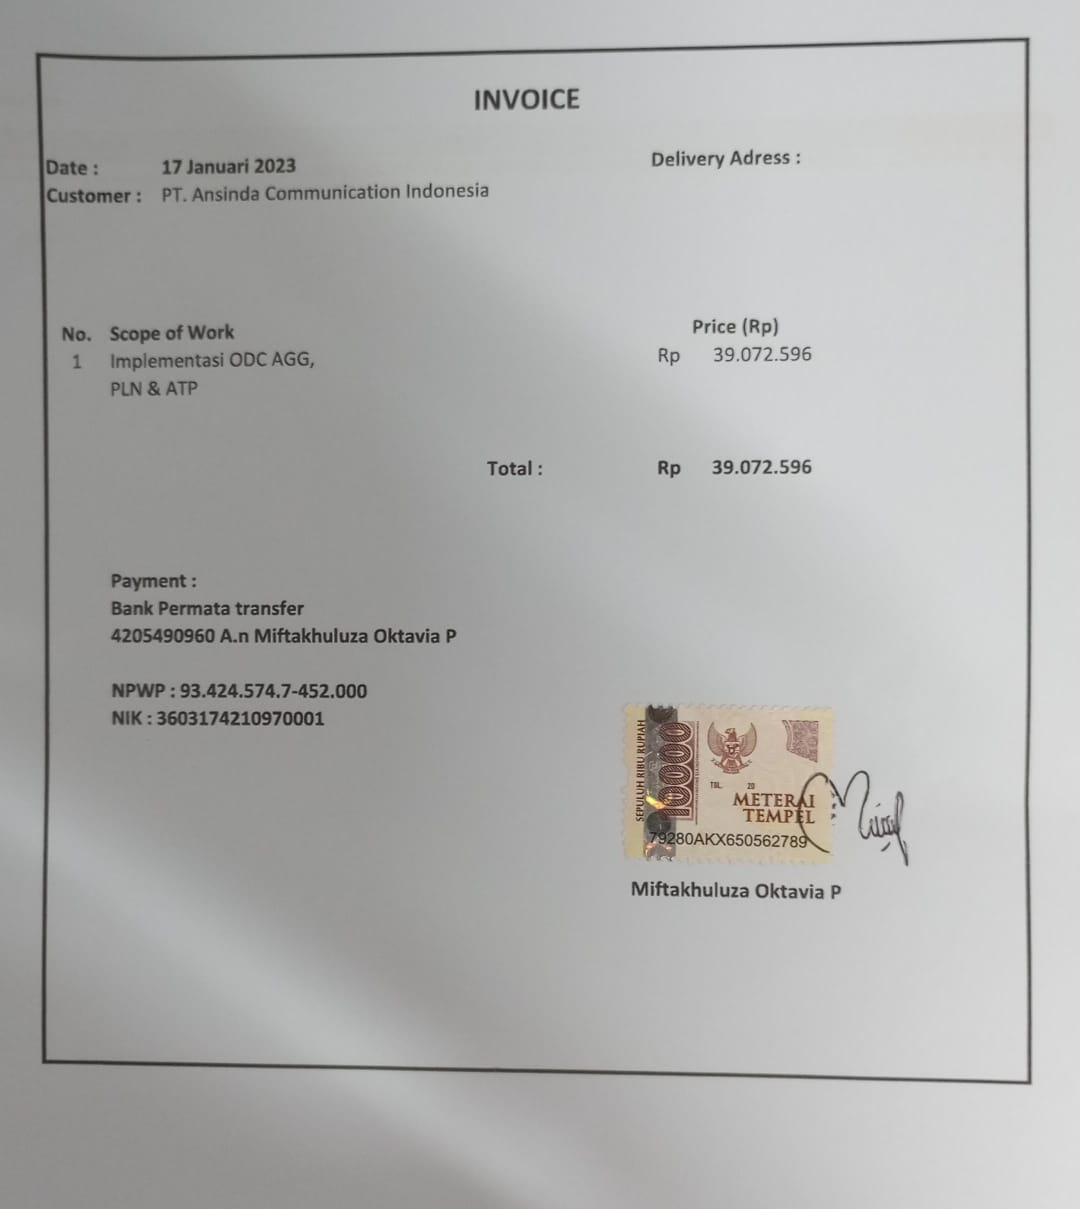 INVOICE
Date : 17 Januari 2023
Delivery Adress :
Customer : PT. Ansinda Communication Indonesia
No. Scope of Work Price (Rp)
1 Implementasi ODC AGG, Rp 39.072.596
PLN & ATP
Total : Rp 39.072.596
Payment :
Bank Permata transfer
4205490960 A.n Miftakhuluza Oktavia P
NPWP : 93.424.574.7-452.000
NIK : 3603174210970001
SEPULUH RIBU RUPIAH
10000
TGL. 20
METERAI
TEMPEL
79280AKX650562789
Miftakhuluza Oktavia P